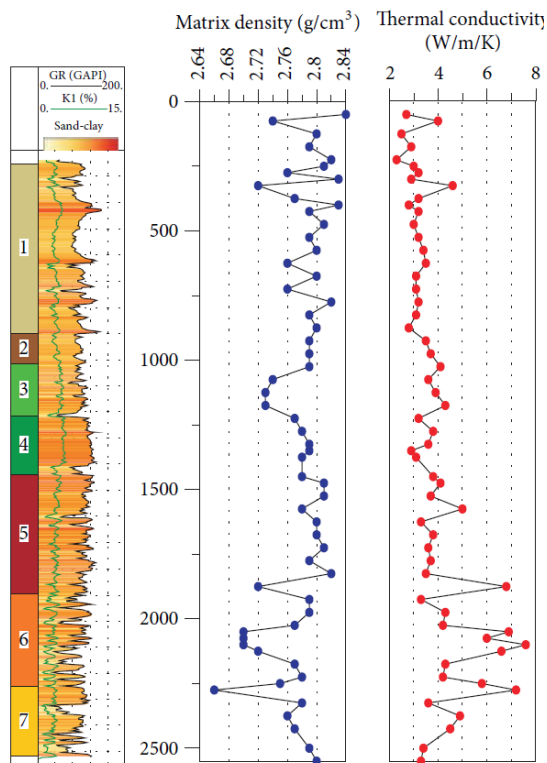 Matrix density (g/cm³)
Thermal conductivity
(W/m/K)
2.64 2.68 2.72 2.76 2.8 2.84
2 4 6 8
GR (GAPI)
0. 200.
K1 (%)
0. 15.
Sand-clay
0
500
1000
1500
2000
2500
1
2
3
4
5
6
7